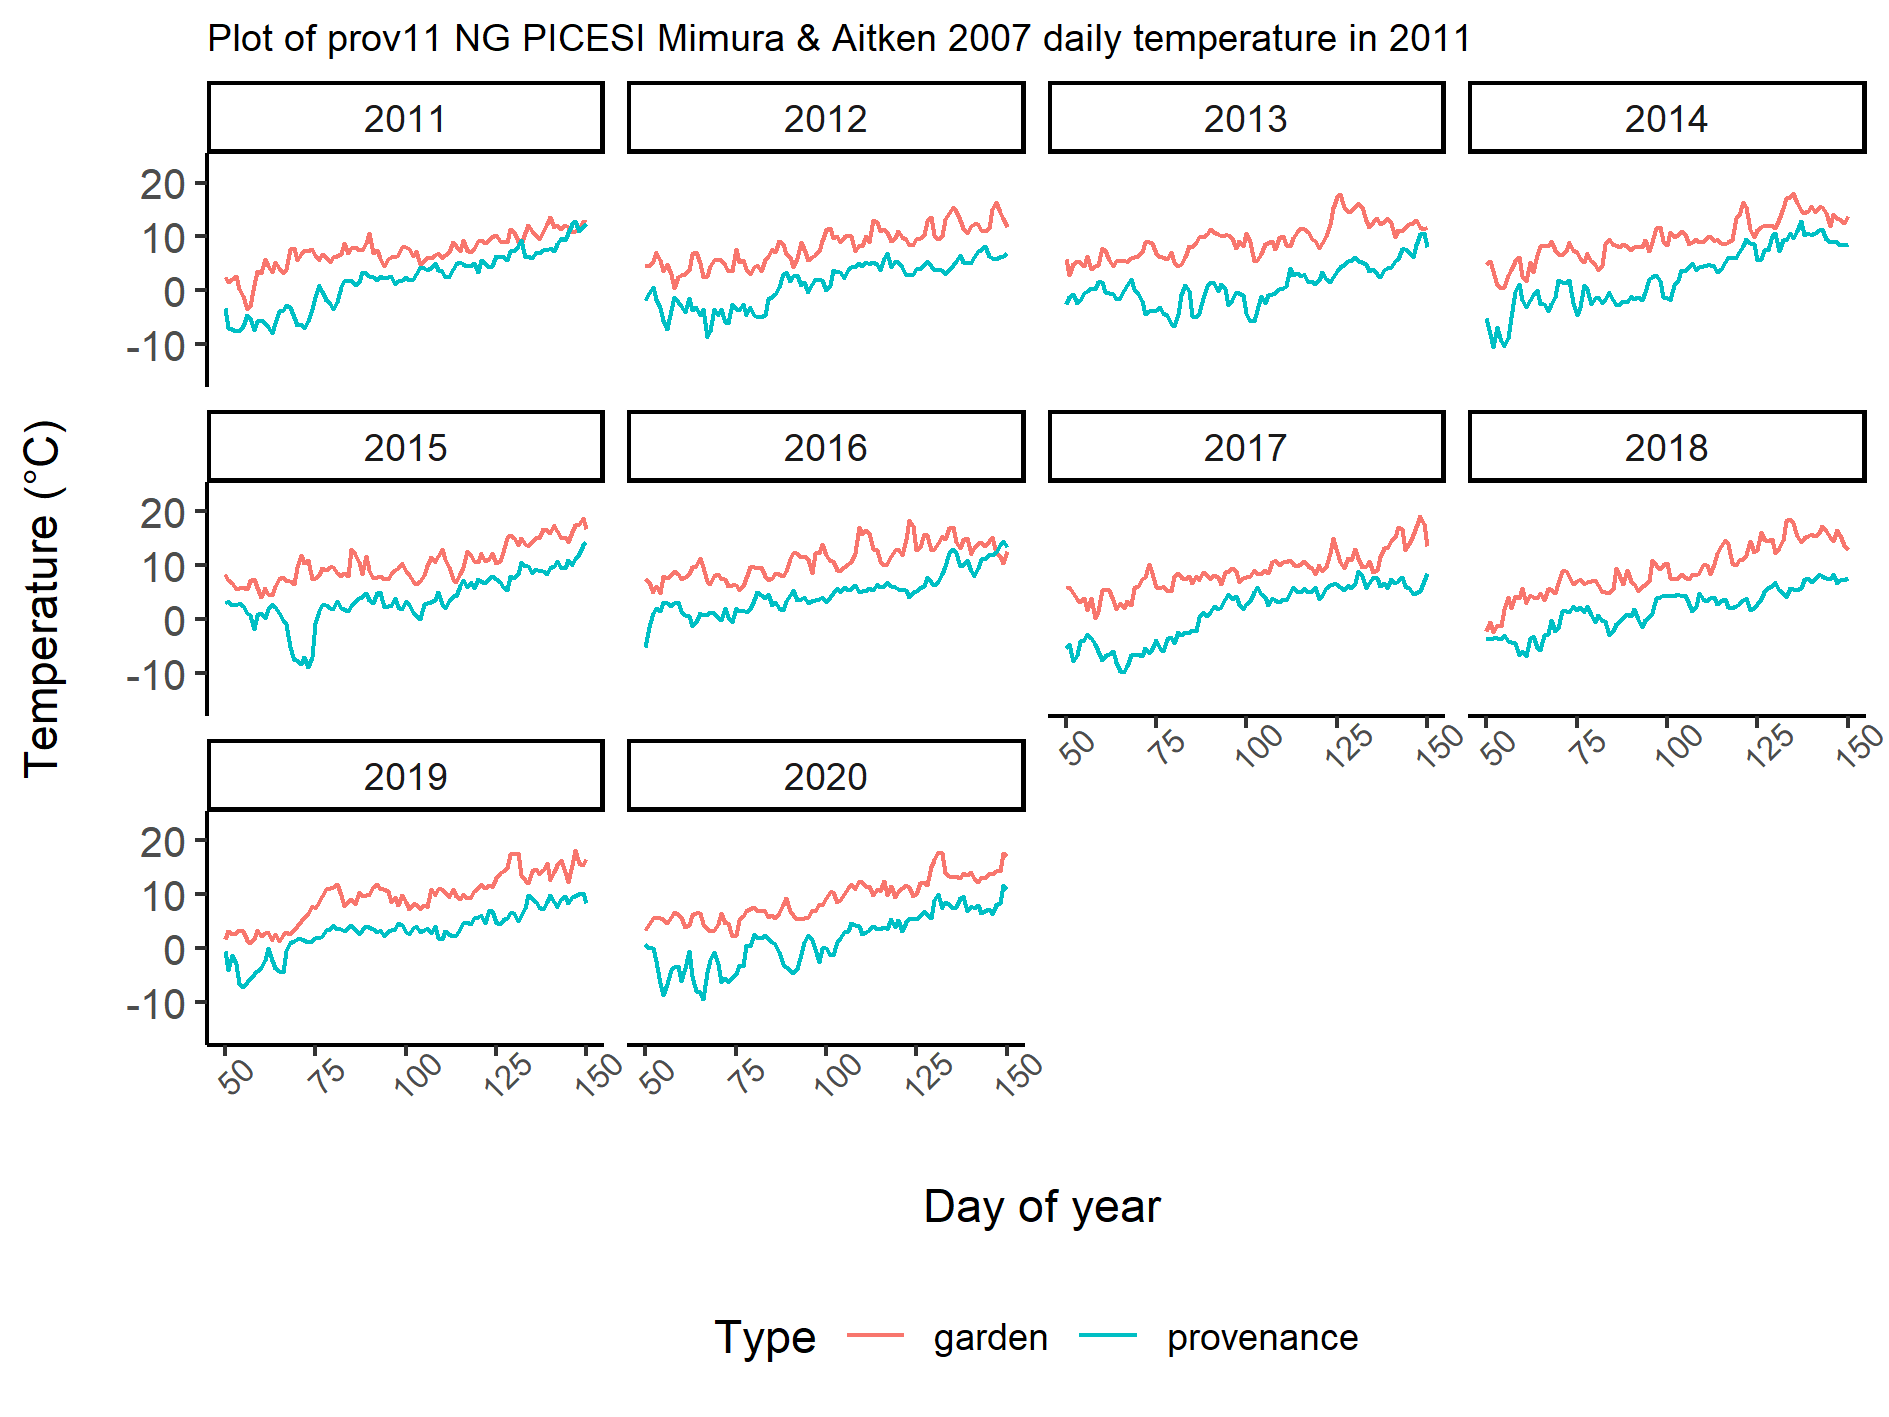 Plot of prov11 NG PICESI Mimura & Aitken 2007 daily temperature in 2011
2011 2012 2013 2014
20
10
0
-10
2015 2016 2017 2018
20
10
0
-10
50 75 100 125 150 50 75 100 125 150
2019 2020
20
10
0
-10
50 75 100 125 150 50 75 100 125 150
Temperature (°C)
Day of year
Type garden provenance